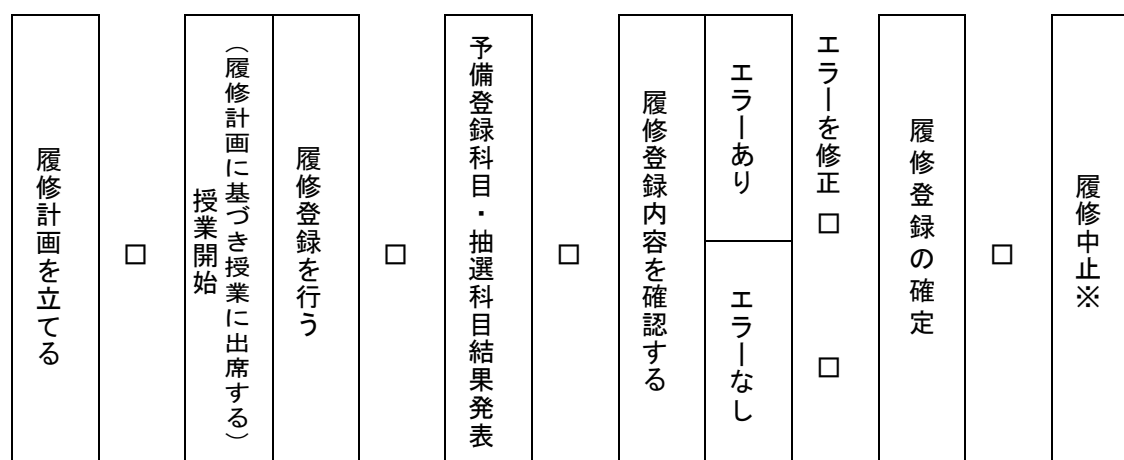 履修計画を立てる
□
授業開始
（履修計画に基づき授業に出席する）
履修登録を行う
□
予備登録科目・抽選科目結果発表
□
履修登録内容を確認する
エラーあり
エラーなし
エラーを修正 □
□
履修登録の確定
□
履修中止※